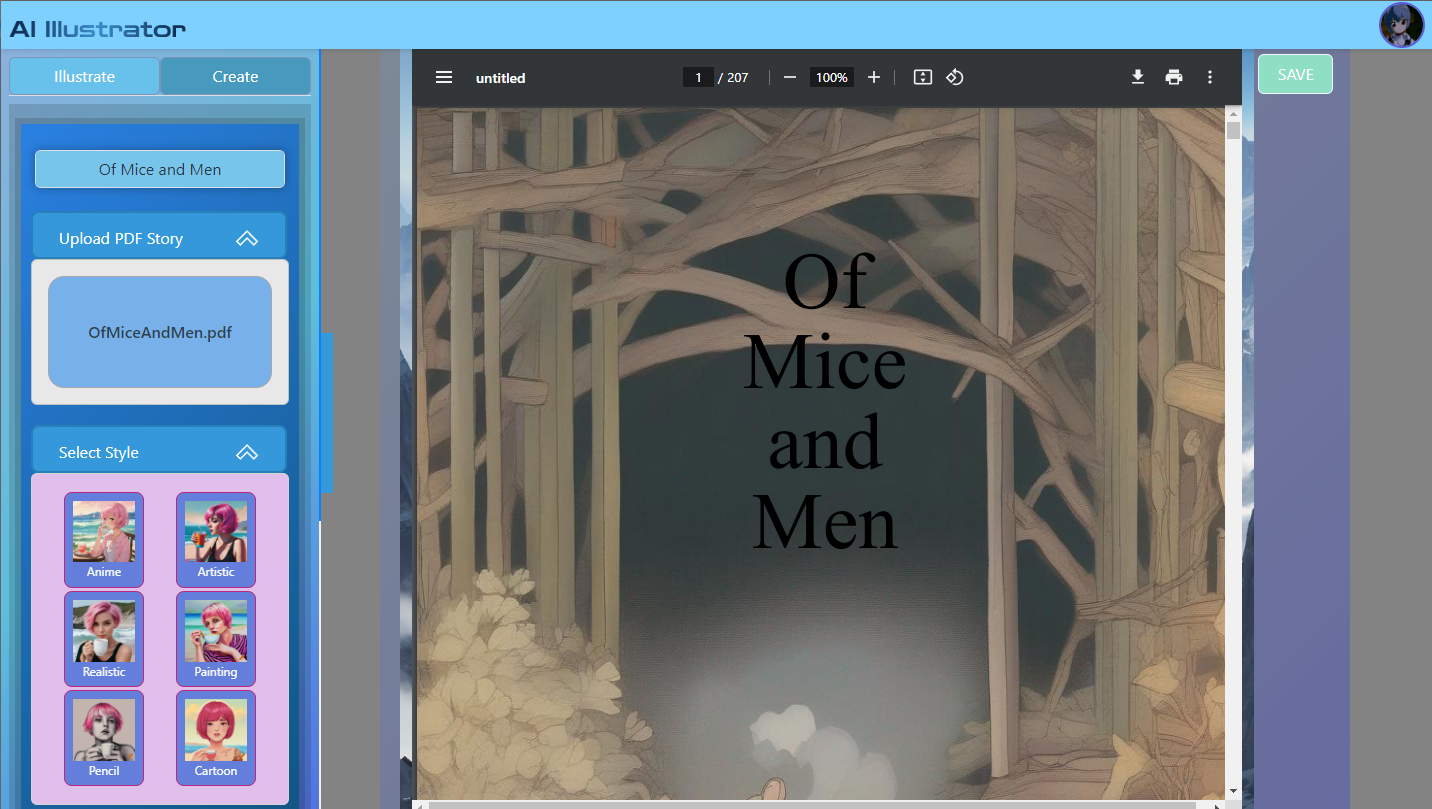 AI Illustrator
Illustrate
Create
Of Mice and Men
Upload PDF Story
OfMiceAndMen.pdf
Select Style
Anime
Artistic
Realistic
Painting
Pencil
Cartoon
untitled
1 / 207
100%
SAVE
Of
Mice
and
Men